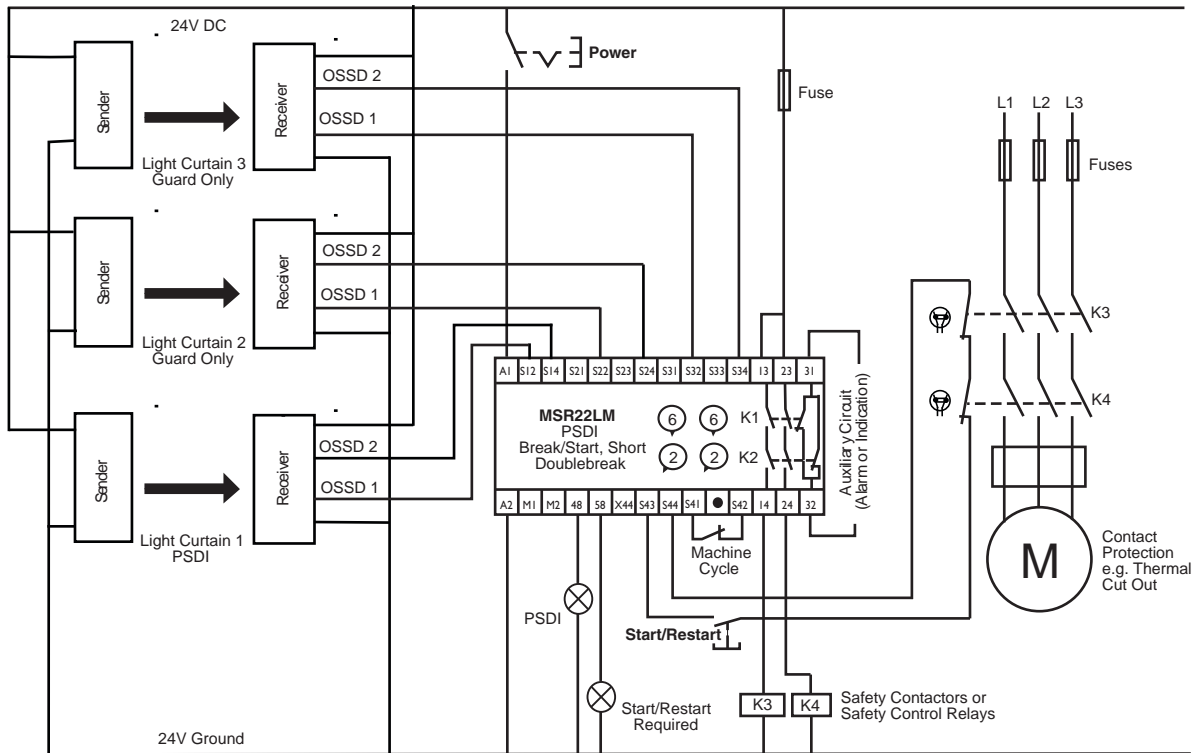 24V DC
Power
Fuse
L1 L2 L3
Fuses
Sender
Receiver
OSSD 2
OSSD 1
Light Curtain 3
Guard Only
Sender
Receiver
OSSD 2
OSSD 1
Light Curtain 2
Guard Only
K3
K4
A1 S12 S14 S21 S22 S23 S24 S31 S32 S33 S34 13 23 31
MSR22LM
PSDI
Break/Start, Short
Doublebreak
6 6
2 2
K1
K2
Auxiliary Circuit
(Alarm or Indication)
A2 M1 M2 48 58 X44 S43 S44 S41 S42 14 24 32
Sender
Receiver
OSSD 2
OSSD 1
Light Curtain 1
PSDI
Machine
Cycle
M
Contact
Protection
e.g. Thermal
Cut Out
PSDI
Start/Restart
Start/Restart
Required
K3 K4
Safety Contactors or
Safety Control Relays
24V Ground